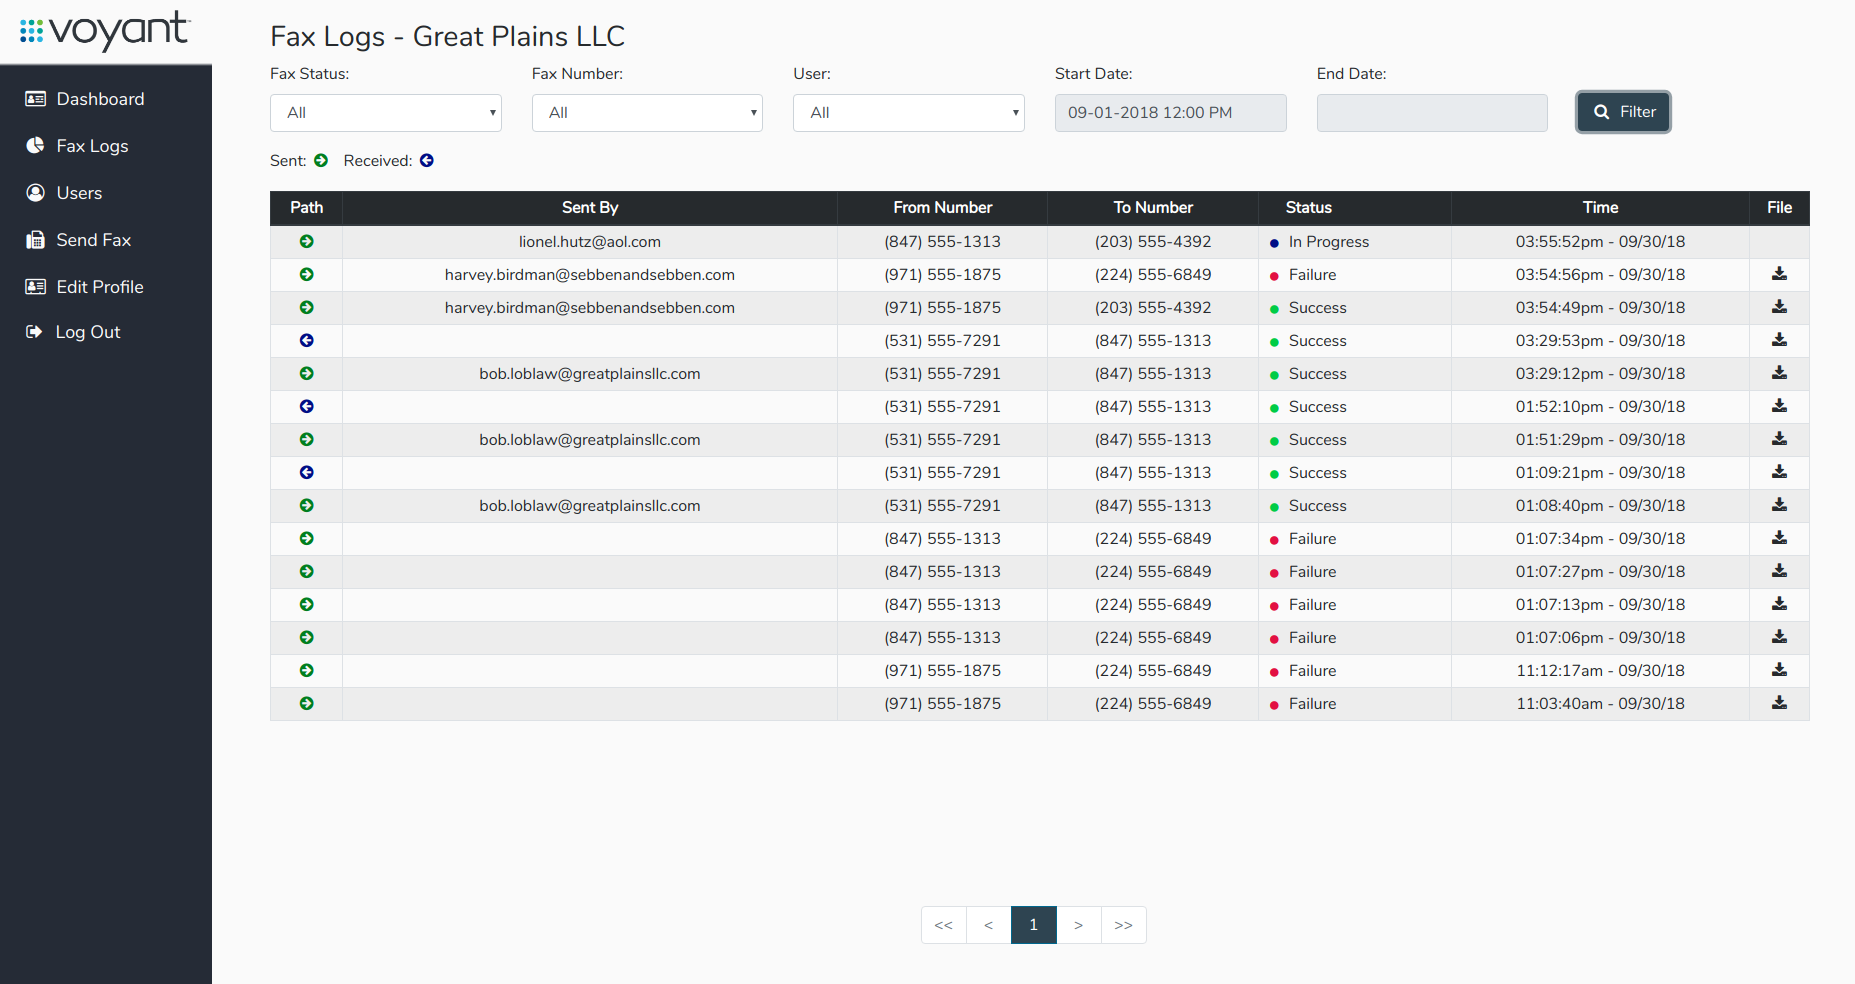 voyant
Dashboard
Fax Logs
Users
Send Fax
Edit Profile
Log Out
Fax Logs - Great Plains LLC
Fax Status: Fax Number: User: Start Date: End Date:
All All All 09-01-2018 12:00 PM Filter
Sent: Received:
Path Sent By From Number To Number Status Time File
lionel.hutz@aol.com (847) 555-1313 (203) 555-4392 In Progress 03:55:52pm - 09/30/18
harvey.birdman@sebbenandsebben.com (971) 555-1875 (224) 555-6849 Failure 03:54:56pm - 09/30/18
harvey.birdman@sebbenandsebben.com (971) 555-1875 (203) 555-4392 Success 03:54:49pm - 09/30/18
(531) 555-7291 (847) 555-1313 Success 03:29:53pm - 09/30/18
bob.loblaw@greatplainsllc.com (531) 555-7291 (847) 555-1313 Success 03:29:12pm - 09/30/18
(531) 555-7291 (847) 555-1313 Success 01:52:10pm - 09/30/18
bob.loblaw@greatplainsllc.com (531) 555-7291 (847) 555-1313 Success 01:51:29pm - 09/30/18
(531) 555-7291 (847) 555-1313 Success 01:09:21pm - 09/30/18
bob.loblaw@greatplainsllc.com (531) 555-7291 (847) 555-1313 Success 01:08:40pm - 09/30/18
(847) 555-1313 (224) 555-6849 Failure 01:07:34pm - 09/30/18
(847) 555-1313 (224) 555-6849 Failure 01:07:27pm - 09/30/18
(847) 555-1313 (224) 555-6849 Failure 01:07:13pm - 09/30/18
(847) 555-1313 (224) 555-6849 Failure 01:07:06pm - 09/30/18
(971) 555-1875 (224) 555-6849 Failure 11:12:17am - 09/30/18
(971) 555-1875 (224) 555-6849 Failure 11:03:40am - 09/30/18
<< < 1 > >>